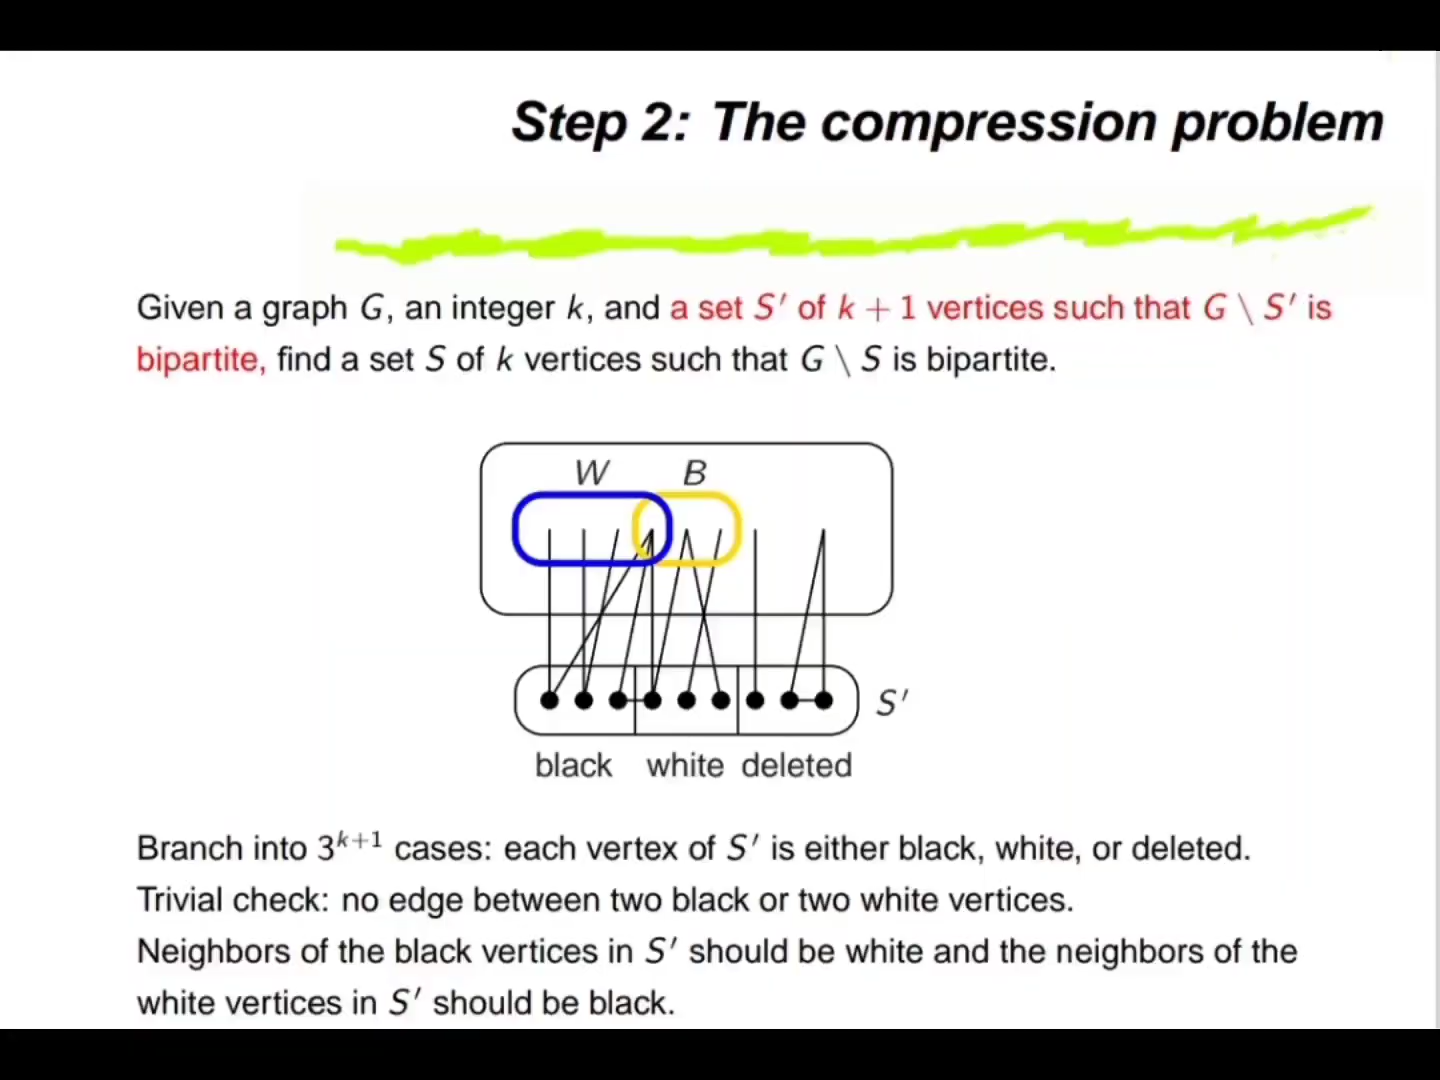 Step 2: The compression problem
Given a graph G, an integer k, and a set S′ of k + 1 vertices such that G \ S′ is
bipartite, find a set S of k vertices such that G \ S is bipartite.
W B
S′
black white deleted
Branch into 3^{k+1} cases: each vertex of S′ is either black, white, or deleted.
Trivial check: no edge between two black or two white vertices.
Neighbors of the black vertices in S′ should be white and the neighbors of the
white vertices in S′ should be black.